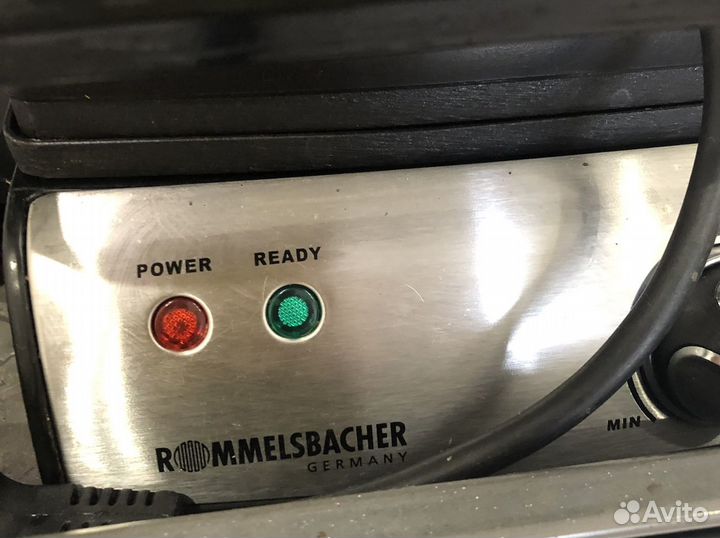 POWER READY
ROMMELSBACHER
GERMANY
MIN
Avito